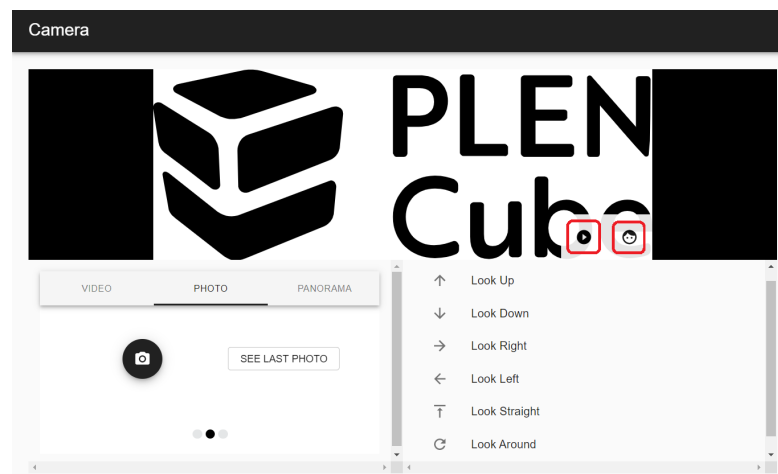 Camera
PLEN
Cube
VIDEO
PHOTO
PANORAMA
SEE LAST PHOTO
Look Up
Look Down
Look Right
Look Left
Look Straight
Look Around